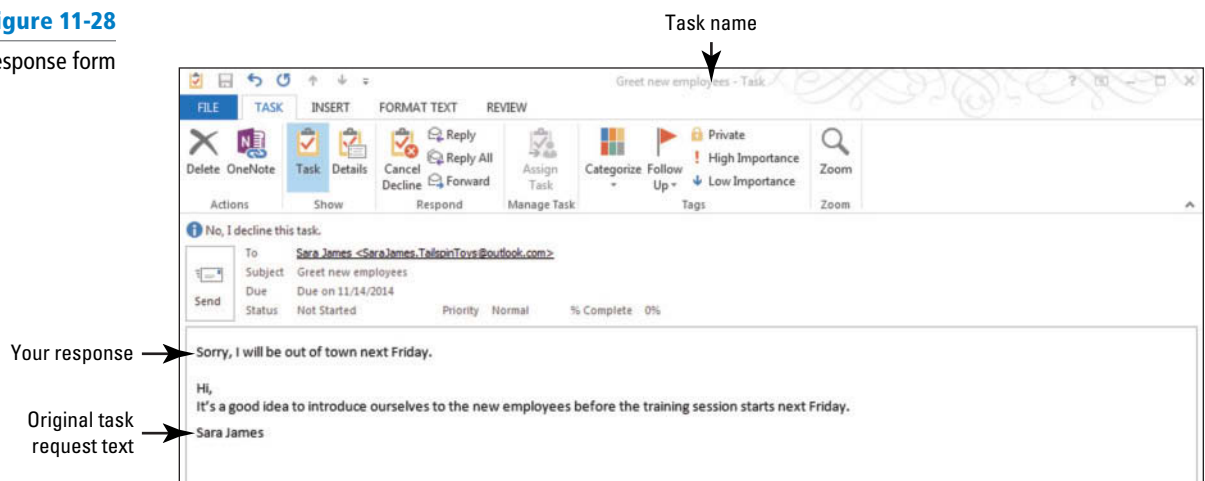 igure 11-28
esponse form
Task name
Greet new employees - Task
FILE TASK INSERT FORMAT TEXT REVIEW
Delete OneNote Task Details Cancel Decline Reply Reply All Forward Assign Task Categorize Follow Up Private High Importance Low Importance Zoom
Actions Show Respond Manage Task Tags Zoom
No, I decline this task.
To Sara James <SaraJames.TailspinToys@outlook.com>
Subject Greet new employees
Due Due on 11/14/2014
Send
Status Not Started Priority Normal % Complete 0%
Your response
Sorry, I will be out of town next Friday.
Hi,
It's a good idea to introduce ourselves to the new employees before the training session starts next Friday.
Original task
request text
Sara James